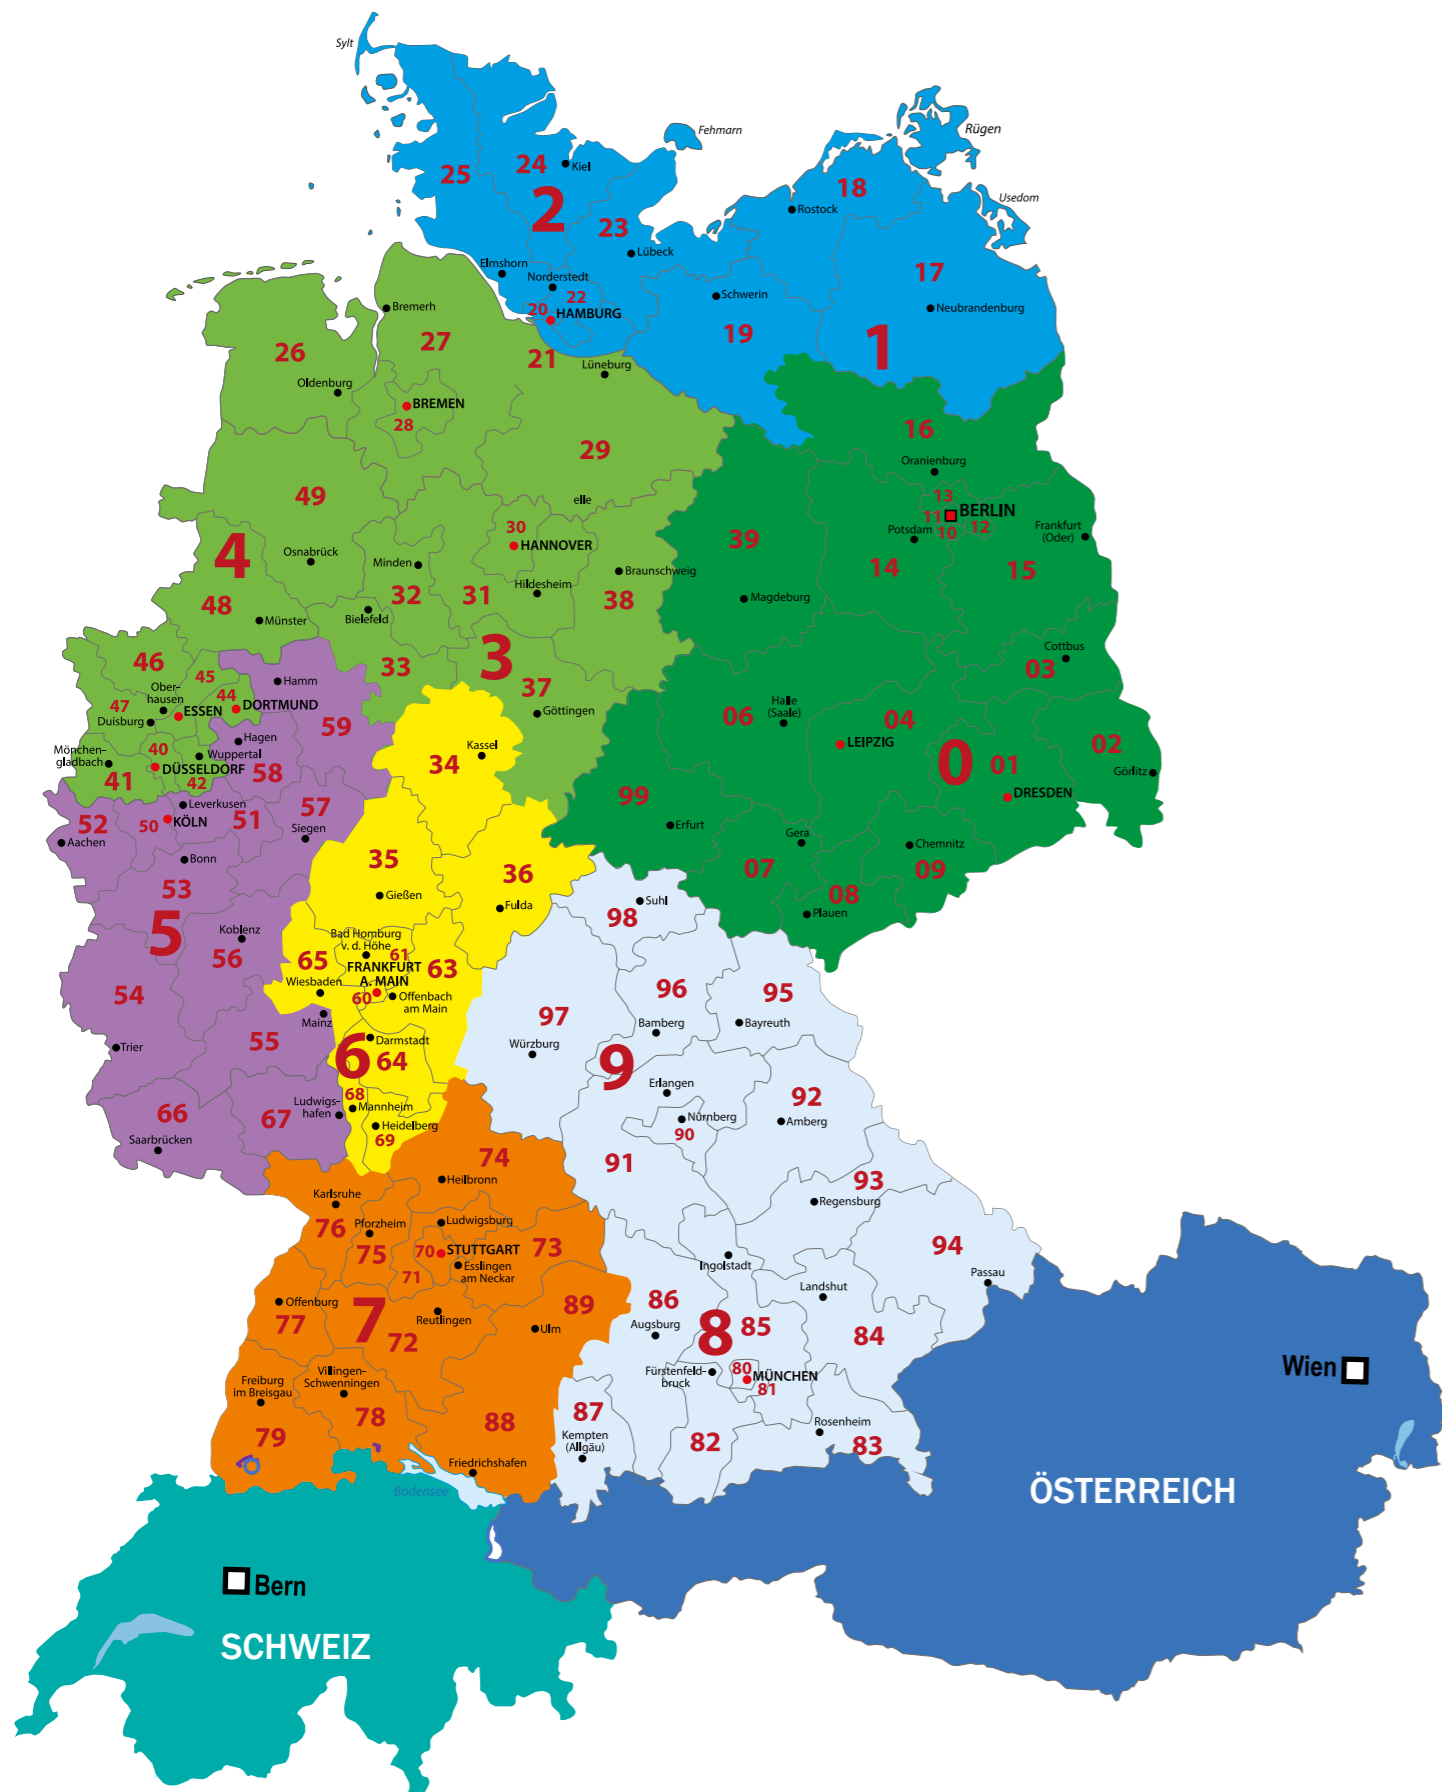 Sylt
Fehmarn
Rügen
24
Kiel
25
18
Usedom
2
Rostock
23
Lübeck
Elmshorn
17
Norderstedt
22
Schwerin
20
HAMBURG
Neubrandenburg
Bremerh
27
19
1
26
21
Lüneburg
Oldenburg
BREMEN
28
16
29
Oranienburg
49
elle
13
BERLIN
11
30
Potsdam
10
12
Frankfurt
(Oder)
39
HANNOVER
4
Osnabrück
Minden
Braunschweig
14
15
Hildesheim
32
31
38
Magdeburg
48
Bielefeld
Münster
Cottbus
46
3
33
03
45
Hamm
Ober-
hausen
44
47
37
06
Halle
(Saale)
04
ESSEN
DORTMUND
Duisburg
Göttingen
59
02
Hagen
LEIPZIG
40
Mönchen-
gladbach
Wuppertal
Kassel
34
0
01
DÜSSELDORF
58
Görlitz
41
42
DRESDEN
Leverkusen
57
99
52
50
KÖLN
51
Siegen
Erfurt
Aachen
Gera
Chemnitz
Bonn
35
36
07
09
53
Gießen
08
Fulda
Suhl
Plauen
98
5
Koblenz
Bad Homburg
v. d. Höhe
56
65
61
63
FRANKFURT
A. MAIN
54
Wiesbaden
60
Offenbach
am Main
96
95
97
Mainz
Bamberg
Bayreuth
55
Darmstadt
Trier
6
64
Würzburg
9
Erlangen
68
92
66
67
Ludwigs-
hafen
Mannheim
Nürnberg
Amberg
Heidelberg
90
Saarbrücken
69
74
91
Heilbronn
93
Karlsruhe
Regensburg
76
Pforzheim
Ludwigsburg
70
STUTTGART
73
94
75
Esslingen
am Neckar
Ingolstadt
71
Passau
Landshut
Offenburg
89
86
77
7
Reutlingen
85
Ulm
8
Augsburg
84
72
Wien
Villingen-
Schwenningen
Fürstenfeld-
bruck
80
MÜNCHEN
Freiburg
im Breisgau
81
78
88
87
Rosenheim
79
Kempten
(Allgäu)
82
83
Friedrichshafen
Bodensee
ÖSTERREICH
Bern
SCHWEIZ